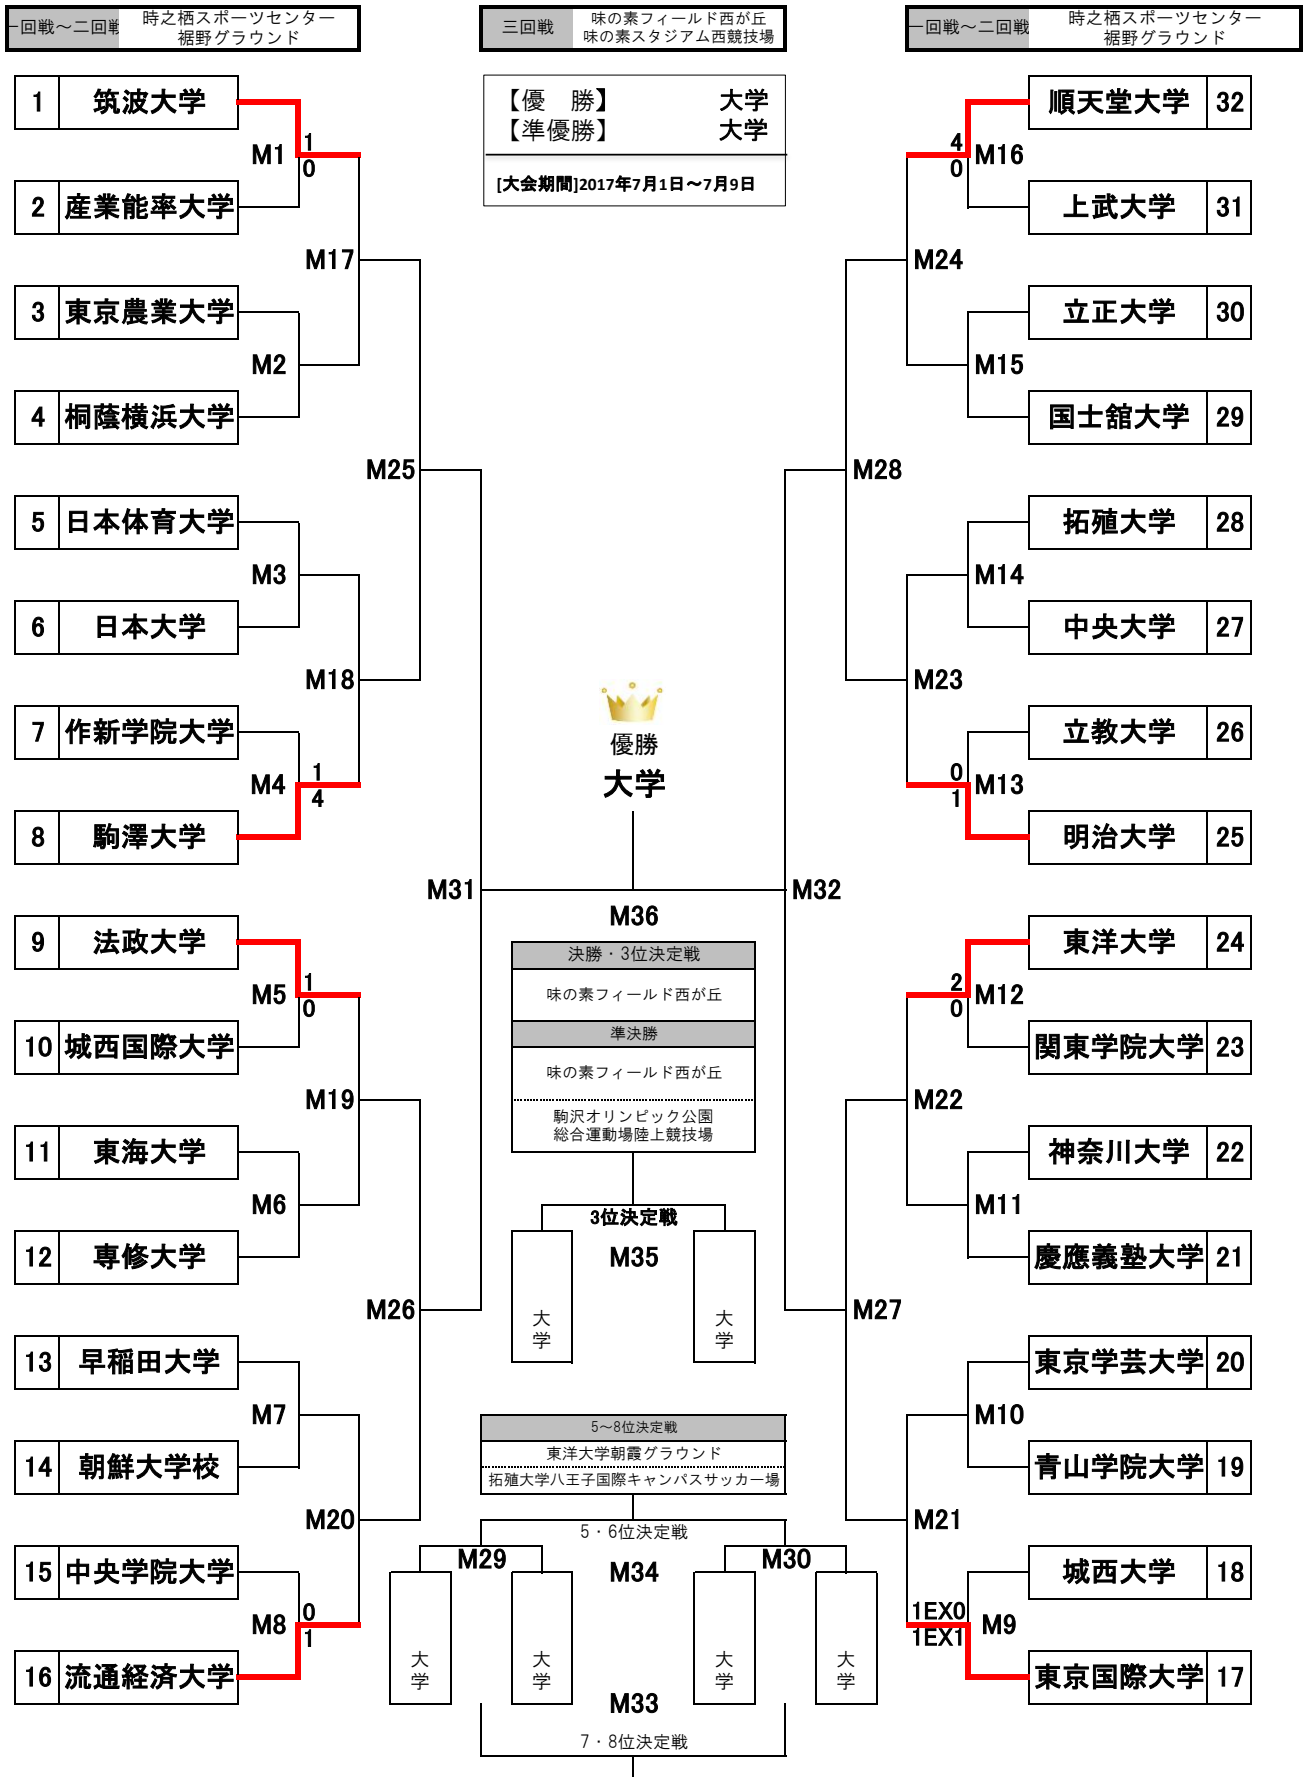 一回戦～二回戦
時之栖スポーツセンター
裾野グラウンド
三回戦
味の素フィールド西が丘
味の素スタジアム西競技場
一回戦～二回戦
時之栖スポーツセンター
裾野グラウンド
【優　勝】 大学
【準優勝】 大学
[大会期間]2017年7月1日～7月9日
1 筑波大学
M1
1
0
2 産業能率大学
M17
3 東京農業大学
M2
4 桐蔭横浜大学
M25
5 日本体育大学
M3
6 日本大学
M18
7 作新学院大学
M4
1
4
8 駒澤大学
M31
9 法政大学
M5
1
0
10 城西国際大学
M19
11 東海大学
M6
12 専修大学
M26
13 早稲田大学
M7
14 朝鮮大学校
M20
15 中央学院大学
M8
0
1
16 流通経済大学
優勝
大学
M36
決勝・3位決定戦
味の素フィールド西が丘
準決勝
味の素フィールド西が丘
駒沢オリンピック公園
総合運動場陸上競技場
3位決定戦
M35
大学
大学
5～8位決定戦
東洋大学朝霞グラウンド
拓殖大学八王子国際キャンパスサッカー場
5・6位決定戦
M29
M34
M30
大学
大学
大学
大学
M33
7・8位決定戦
順天堂大学 32
4
0
M16
上武大学 31
M24
立正大学 30
M15
国士舘大学 29
M28
拓殖大学 28
M14
中央大学 27
M23
立教大学 26
0
1
M13
明治大学 25
M32
東洋大学 24
2
0
M12
関東学院大学 23
M22
神奈川大学 22
M11
慶應義塾大学 21
M27
東京学芸大学 20
M10
青山学院大学 19
M21
城西大学 18
1EX0
1EX1
M9
東京国際大学 17